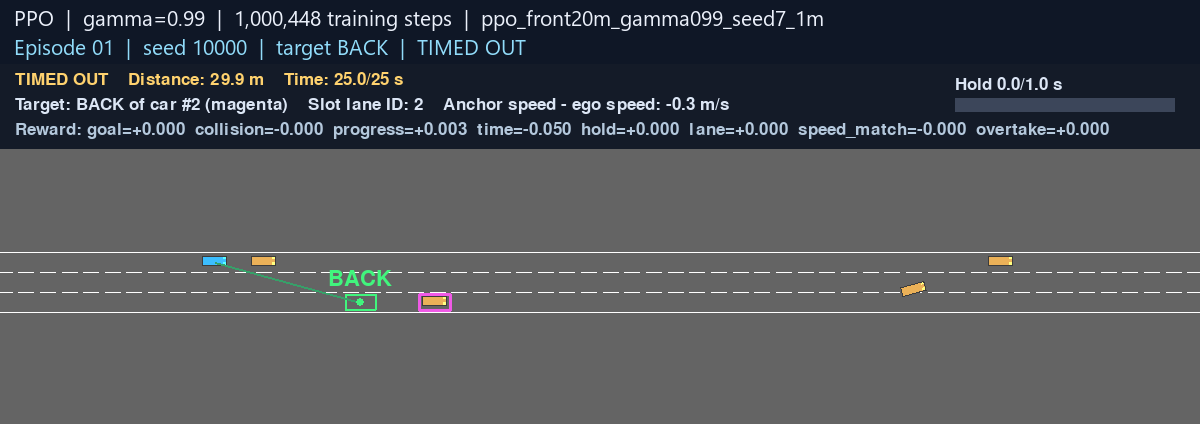 PPO | gamma=0.99 | 1,000,448 training steps | ppo_front20m_gamma099_seed7_1m
Episode 01 | seed 10000 | target BACK | TIMED OUT
TIMED OUT Distance: 29.9 m Time: 25.0/25 s
Hold 0.0/1.0 s
Target: BACK of car #2 (magenta) Slot lane ID: 2 Anchor speed - ego speed: -0.3 m/s
Reward: goal=+0.000 collision=-0.000 progress=+0.003 time=-0.050 hold=+0.000 lane=+0.000 speed_match=-0.000 overtake=+0.000
BACK